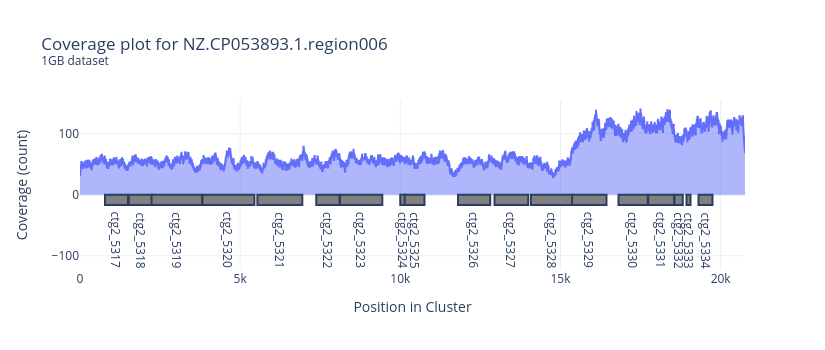 Coverage plot for NZ.CP053893.1.region006
1GB dataset
Coverage (count)
100
0
−100
ctg2_5317
ctg2_5318
ctg2_5319
ctg2_5320
ctg2_5321
ctg2_5322
ctg2_5323
ctg2_5324
ctg2_5325
ctg2_5326
ctg2_5327
ctg2_5328
ctg2_5329
ctg2_5330
ctg2_5331
ctg2_5332
ctg2_5333
ctg2_5334
0
5k
10k
15k
20k
Position in Cluster